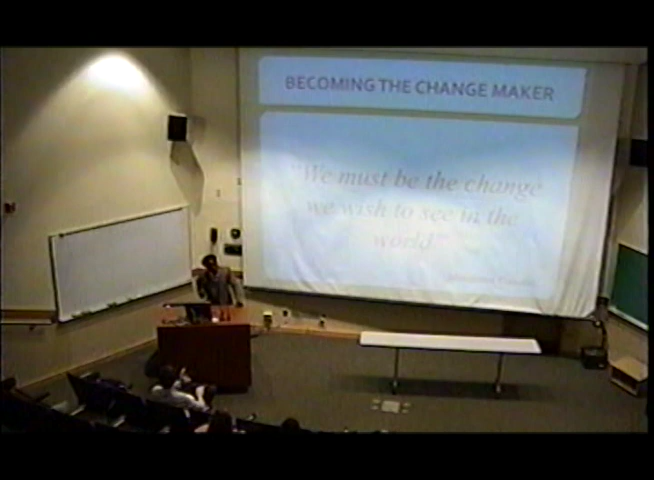 BECOMING THE CHANGE MAKER
"We must be the change
we wish to see in the
world"